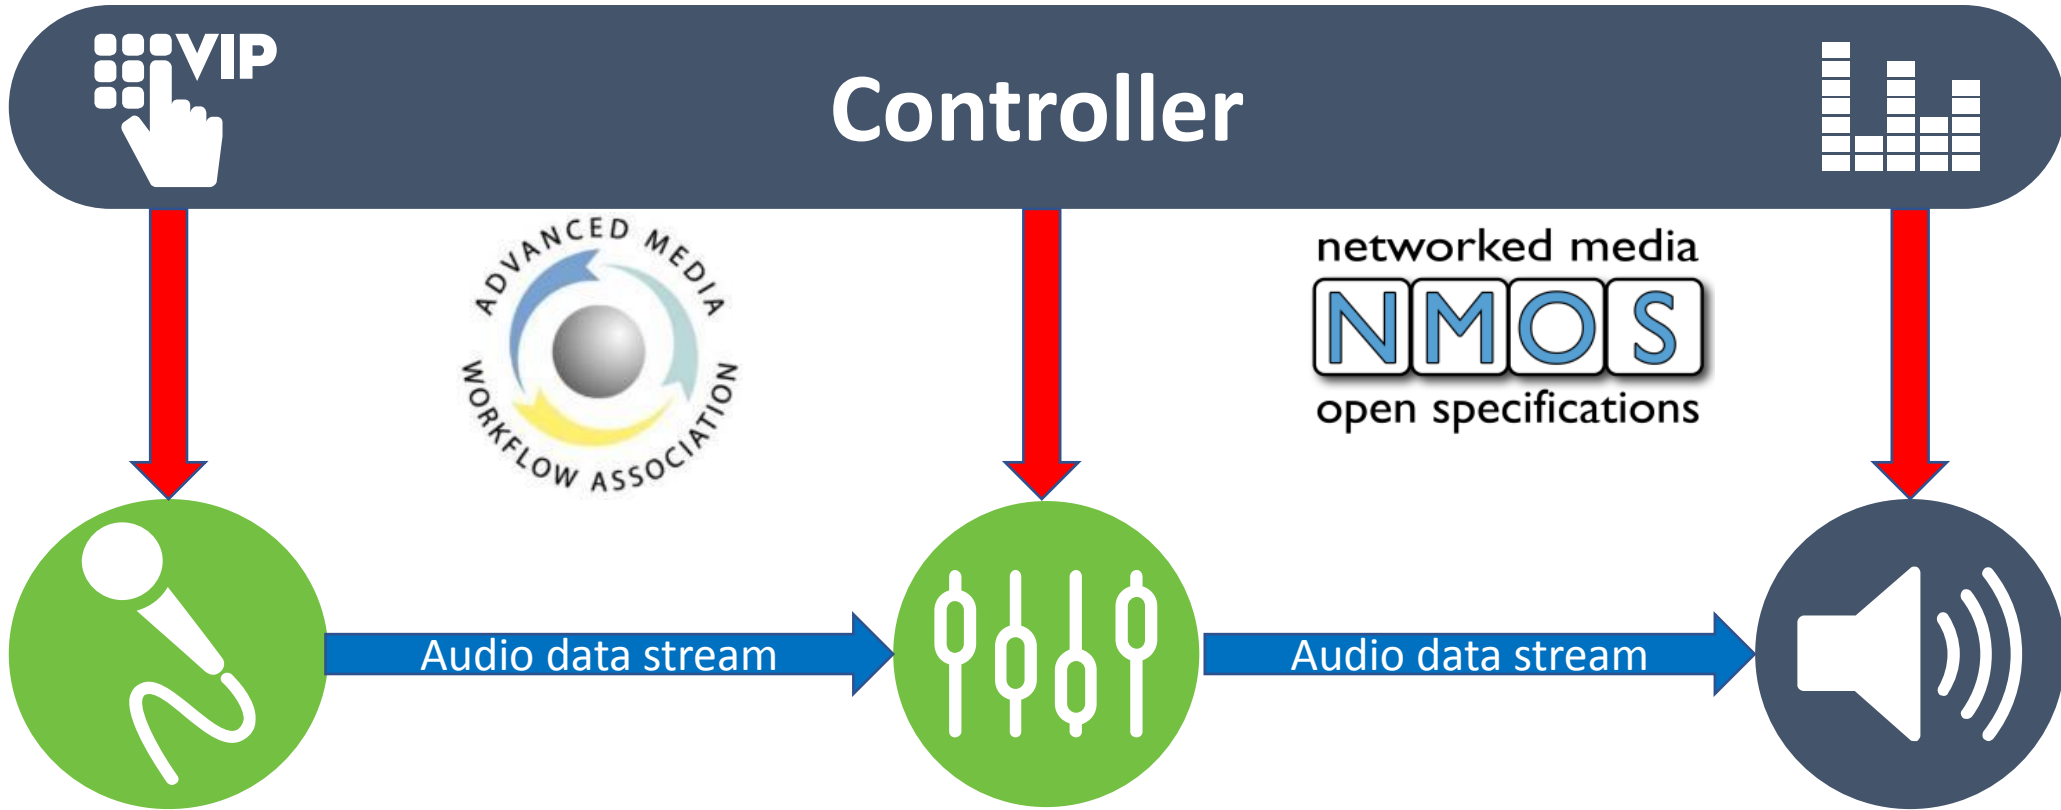 VIP
Controller
ADVANCED MEDIA
WORKFLOW ASSOCIATION
networked media
NMOS
open specifications
Audio data stream
Audio data stream